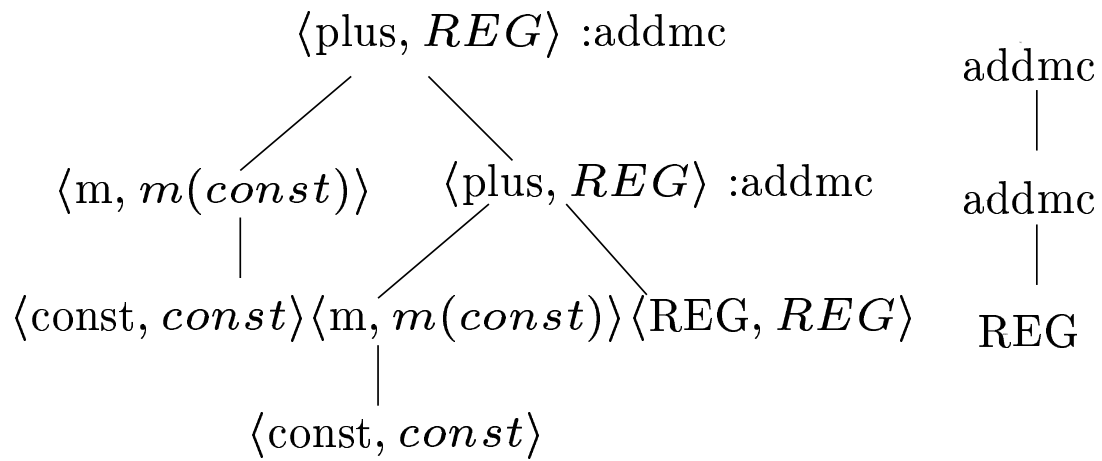 ⟨plus, REG⟩ :addmc
addmc
⟨m, m(const)⟩ ⟨plus, REG⟩ :addmc
addmc
⟨const, const⟩⟨m, m(const)⟩⟨REG, REG⟩
REG
⟨const, const⟩